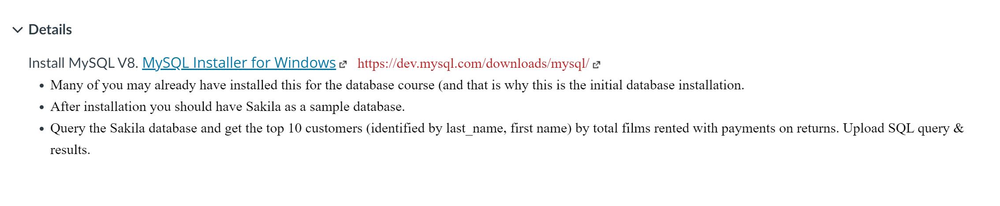 Details
Install MySQL V8. MySQL Installer for Windows https://dev.mysql.com/downloads/mysql/
Many of you may already have installed this for the database course (and that is why this is the initial database installation.
After installation you should have Sakila as a sample database.
Query the Sakila database and get the top 10 customers (identified by last_name, first name) by total films rented with payments on returns. Upload SQL query &
results.